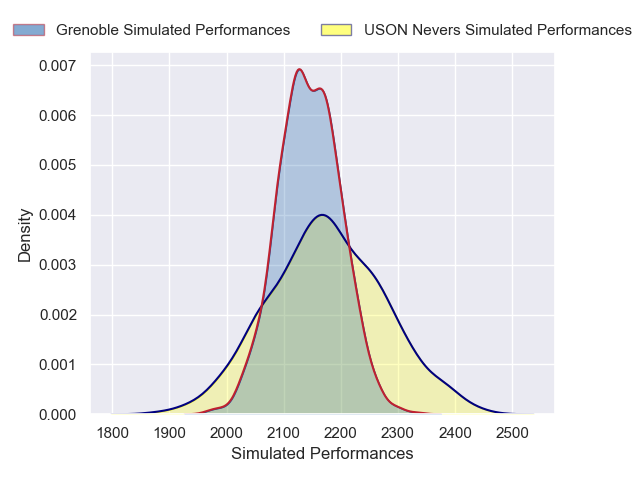 Grenoble Simulated Performances USON Nevers Simulated Performances
0.007
0.006
0.005
0.004
0.003
0.002
0.001
0.000
Density
1800 1900 2000 2100 2200 2300 2400 2500
Simulated Performances